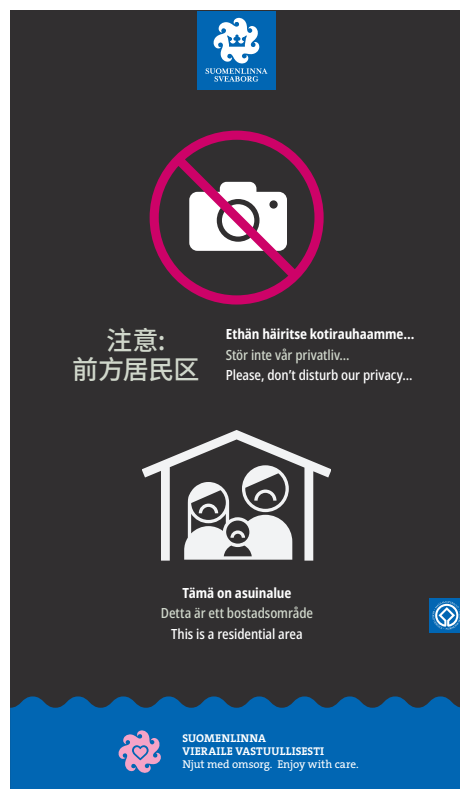 SUOMENLINNA
SVEABORG
注意:
前方居民区
Ethän häiritse kotirauhaamme...
Stör inte vår privatliv...
Please, don't disturb our privacy...
Tämä on asuinalue
Detta är ett bostadsområde
This is a residential area
SUOMENLINNA
VIERAILE VASTUULLISESTI
Njut med omsorg. Enjoy with care.